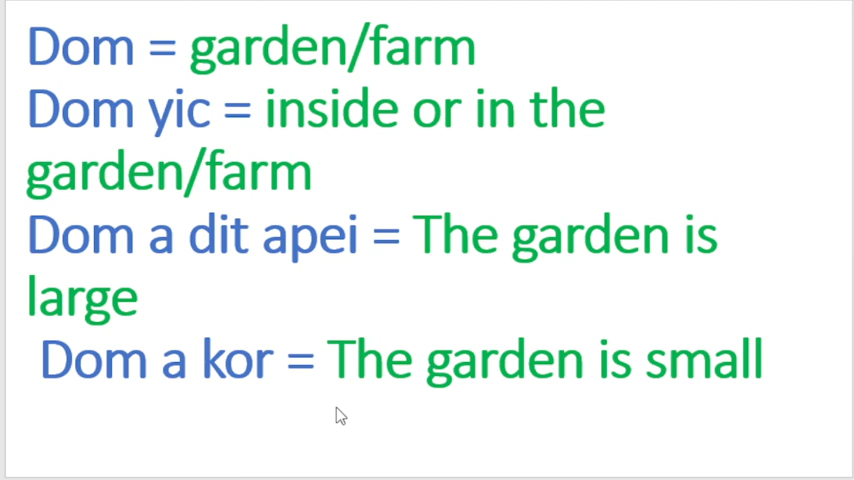 Dom = garden/farm
Dom yic = inside or in the
garden/farm
Dom a dit apei = The garden is
large
Dom a kor = The garden is small